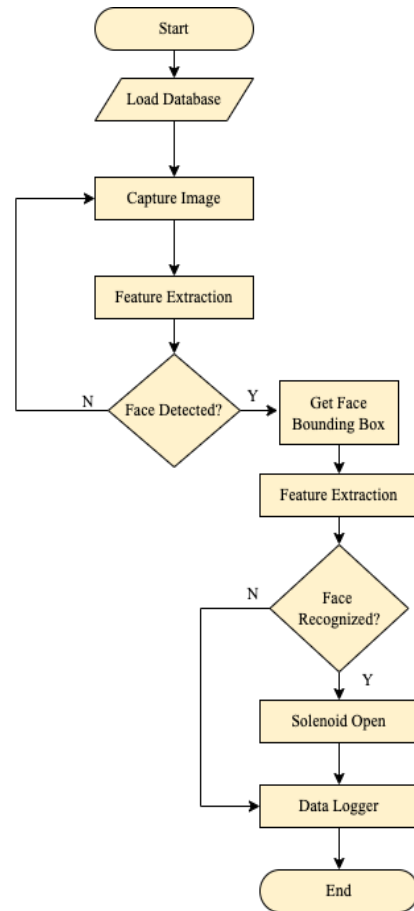 Start
Load Database
Capture Image
Feature Extraction
N
Face Detected?
Y
Get Face
Bounding Box
Feature Extraction
N
Face
Recognized?
Y
Solenoid Open
Data Logger
End